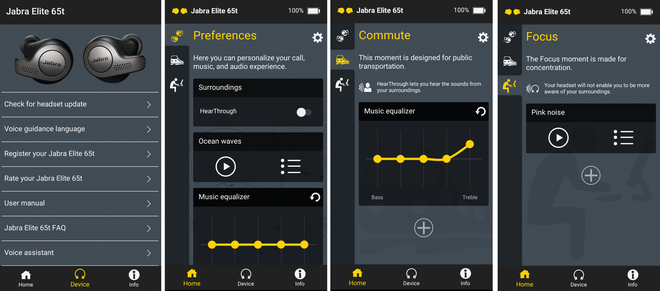 Jabra Elite 65t
Jabra
Jabra
Check for headset update
Voice guidance language
Register your Jabra Elite 65t
Rate your Jabra Elite 65t
User manual
Jabra Elite 65t FAQ
Voice assistant
Home
Device
Info
Jabra Elite 65t
100%
Preferences
Here you can personalize your call,
music, and audio experience.
Surroundings
HearThrough
Ocean waves
Music equalizer
Home
Device
Info
Jabra Elite 65t
100%
Commute
This moment is designed for public
transportation.
HearThrough lets you hear the sounds from
your surroundings.
Music equalizer
Bass
Treble
Home
Device
Info
Jabra Elite 65t
100%
Focus
The Focus moment is made for
concentration.
Your headset will not enable you to be more
aware of your surroundings.
Pink noise
Home
Device
Info